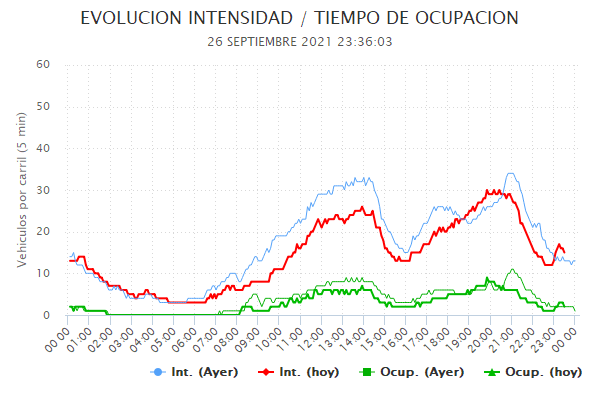 EVOLUCION INTENSIDAD / TIEMPO DE OCUPACION
26 SEPTIEMBRE 2021 23:36:03
Vehiculos por carril (5 min)
60
50
40
30
20
10
0
00:00 01:00 02:00 03:00 04:00 05:00 06:00 07:00 08:00 09:00 10:00 11:00 12:00 13:00 14:00 15:00 16:00 17:00 18:00 19:00 20:00 21:00 22:00 23:00 00:00
Int. (Ayer) Int. (hoy) Ocup. (Ayer) Ocup. (hoy)